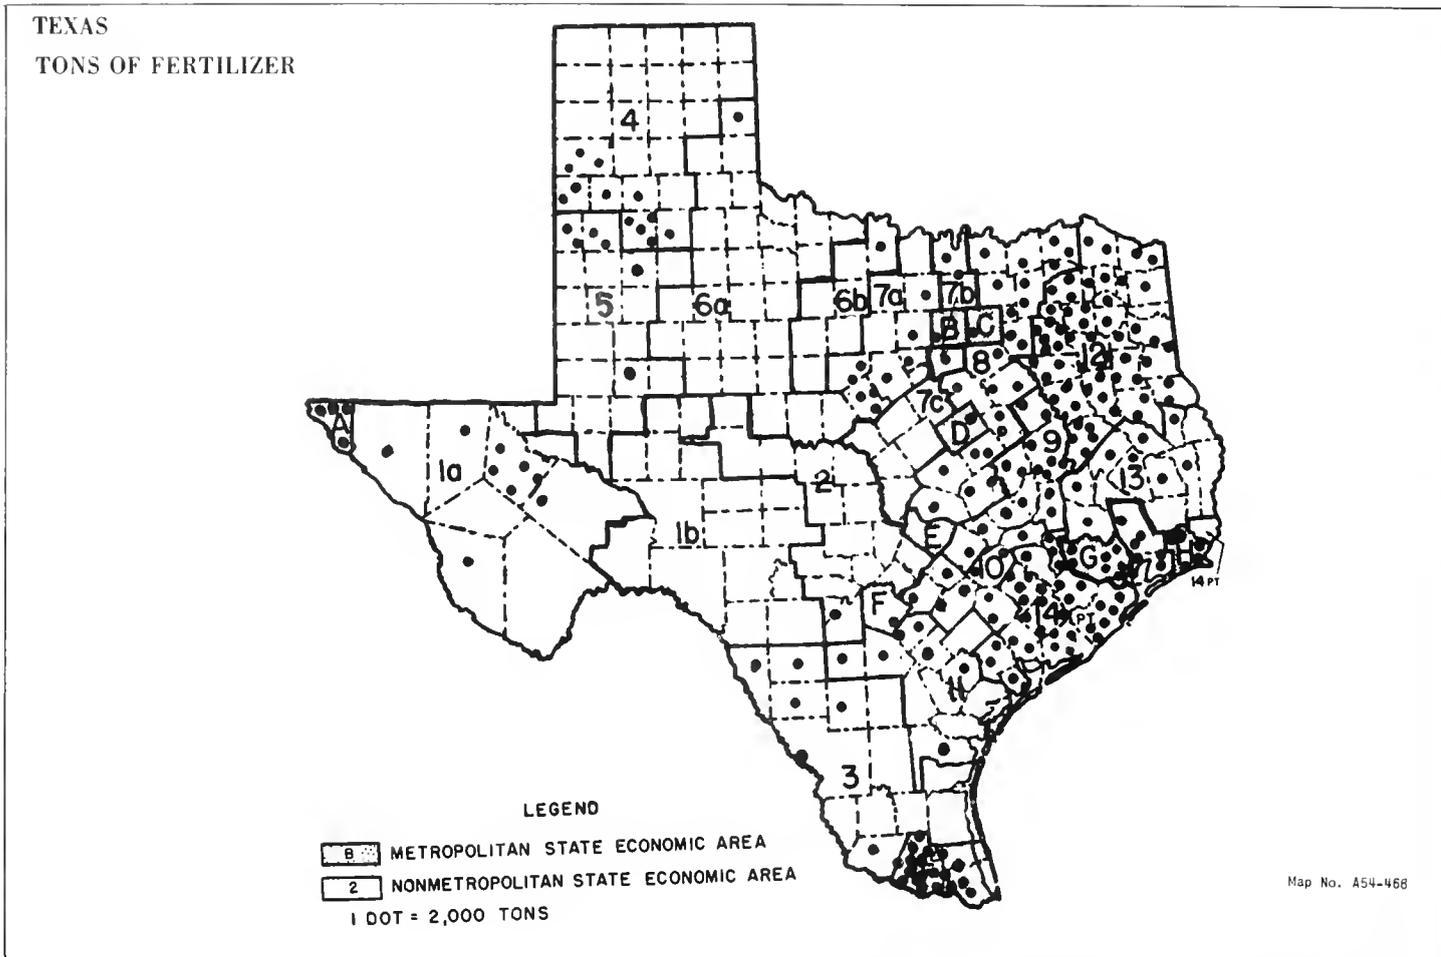 TEXAS
TONS OF FERTILIZER
4
5
6a
6b
7a
7b
B
C
8
12
7c
D
9
A
1a
2
13
1b
E
10
G
H
14 PT
F
14 PT
11
3
LEGEND
B METROPOLITAN STATE ECONOMIC AREA
2 NONMETROPOLITAN STATE ECONOMIC AREA
1 DOT = 2,000 TONS
Map No. A54-468